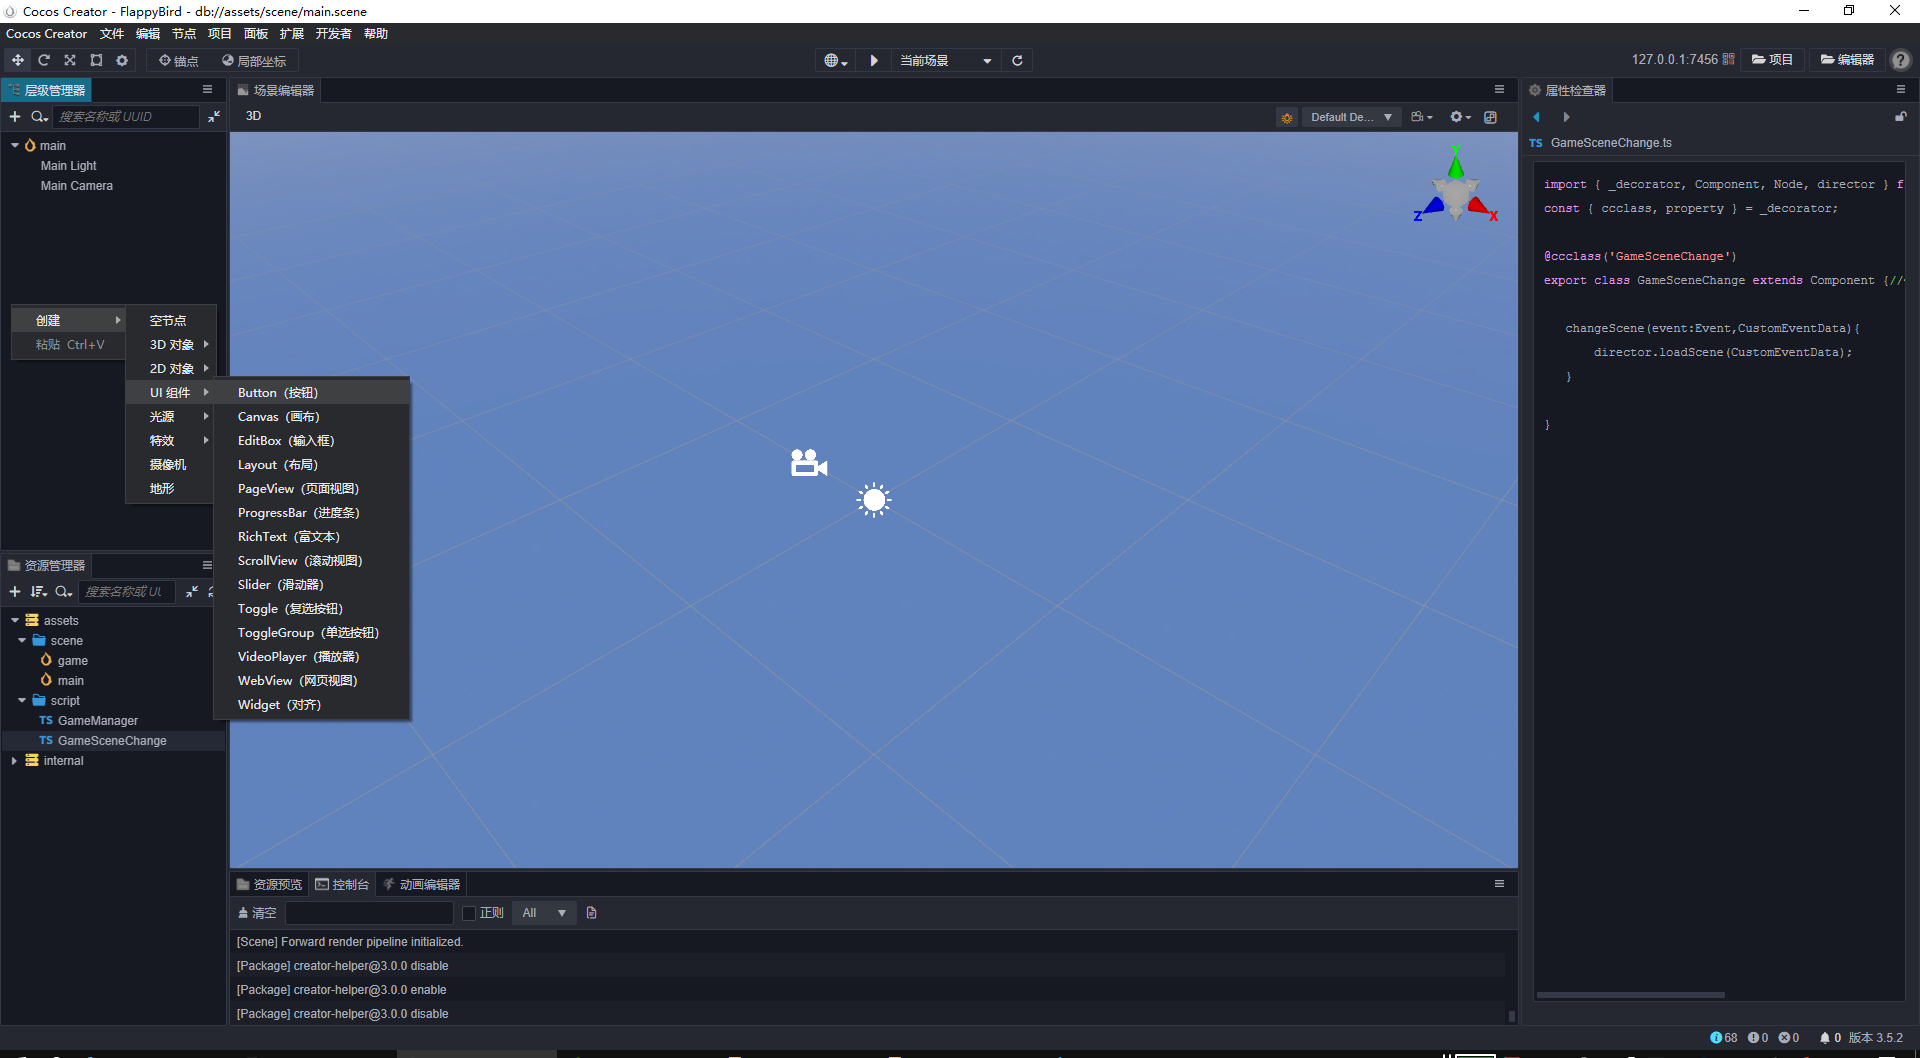 Cocos Creator - FlappyBird - db://assets/scene/main.scene
Cocos Creator 文件 编辑 节点 项目 面板 扩展 开发者 帮助
锚点 局部坐标 当前场景 127.0.0.1:7456 项目 编辑器
层级管理器
搜索名称或 UUID
main
Main Light
Main Camera
创建
粘贴 Ctrl+V
空节点
3D 对象
2D 对象
UI 组件
光源
特效
摄像机
地形
Button（按钮）
Canvas（画布）
EditBox（输入框）
Layout（布局）
PageView（页面视图）
ProgressBar（进度条）
RichText（富文本）
ScrollView（滚动视图）
Slider（滑动器）
Toggle（复选按钮）
ToggleGroup（单选按钮）
VideoPlayer（播放器）
WebView（网页视图）
Widget（对齐）
资源管理器
搜索名称或 UU
assets
scene
game
main
script
TS GameManager
TS GameSceneChange
internal
场景编辑器
3D Default De...
Y
Z X
资源预览 控制台 动画编辑器
清空 正则 All
[Scene] Forward render pipeline initialized.
[Package] creator-helper@3.0.0 disable
[Package] creator-helper@3.0.0 enable
[Package] creator-helper@3.0.0 disable
属性检查器
TS GameSceneChange.ts
import { _decorator, Component, Node, director } f
const { ccclass, property } = _decorator;
@ccclass('GameSceneChange')
export class GameSceneChange extends Component {//
changeScene(event:Event,CustomEventData){
director.loadScene(CustomEventData);
}
}
68 0 0 0 版本 3.5.2